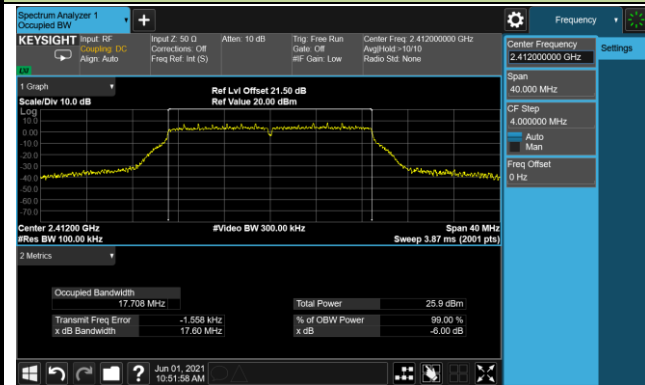 Spectrum Analyzer 1
Occupied BW
Frequency
KEYSIGHT
Input: RF
Coupling: DC
Align: Auto
Input Z: 50 Ω
Corrections: Off
Freq Ref: Int (S)
Atten: 10 dB
Trig: Free Run
Gate: Off
#IF Gain: Low
Center Freq: 2.412000000 GHz
Avg|Hold:>10/10
Radio Std: None
1 Graph
Scale/Div 10.0 dB
Ref Lvl Offset 21.50 dB
Ref Value 20.00 dBm
Log
10.0
0.00
-10.0
-20.0
-30.0
-40.0
-50.0
-60.0
-70.0
Center 2.41200 GHz
#Res BW 100.00 kHz
#Video BW 300.00 kHz
Span 40 MHz
Sweep 3.87 ms (2001 pts)
2 Metrics
Occupied Bandwidth
17.708 MHz
Total Power 25.9 dBm
Transmit Freq Error -1.558 kHz
% of OBW Power 99.00 %
x dB Bandwidth 17.60 MHz
x dB -6.00 dB
Jun 01, 2021
10:51:58 AM
Center Frequency
2.412000000 GHz
Settings
Span
40.000 MHz
CF Step
4.000000 MHz
Auto
Man
Freq Offset
0 Hz